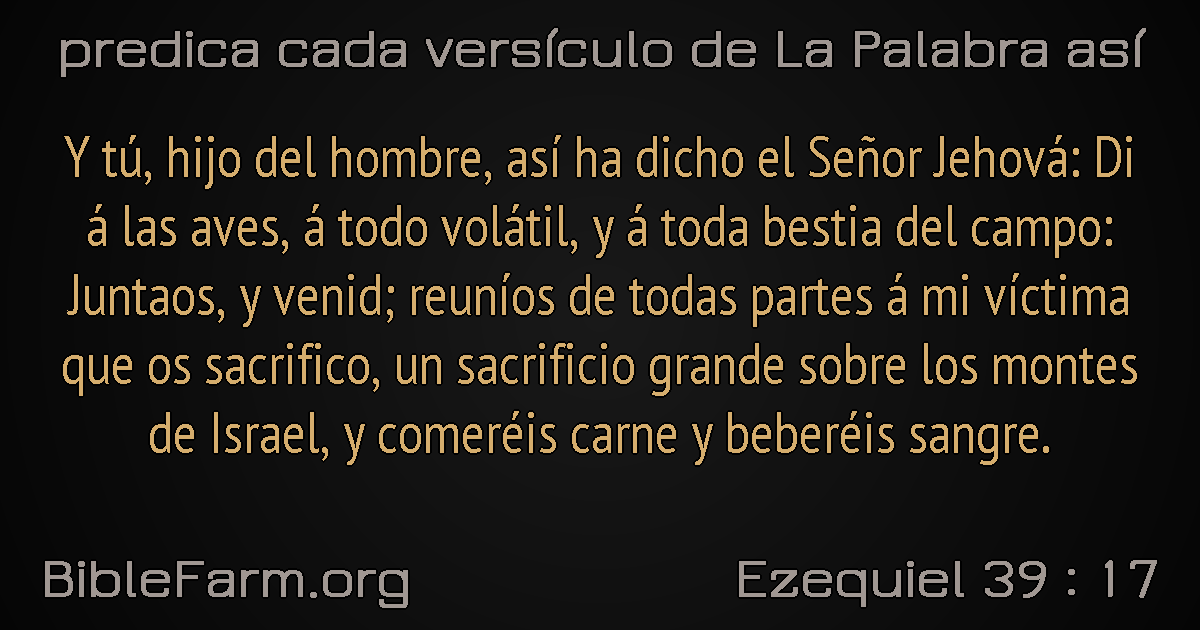 predica cada versículo de La Palabra así
Y tú, hijo del hombre, así ha dicho el Señor Jehová: Di
á las aves, á todo volátil, y á toda bestia del campo:
Juntaos, y venid; reuníos de todas partes á mi víctima
que os sacrifico, un sacrificio grande sobre los montes
de Israel, y comeréis carne y beberéis sangre.
BibleFarm.org
Ezequiel 39 : 17